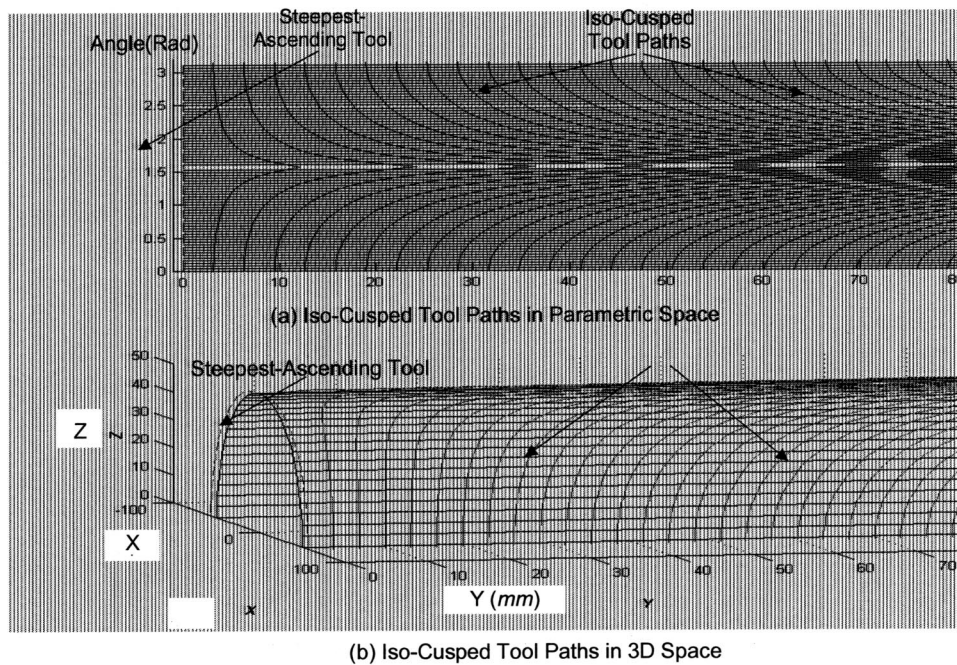 Steepest-
Ascending Tool
Iso-Cusped
Tool Paths
Angle(Rad)
3
2.5
2
1.5
1
0.5
0
0 10 20 30 40 50 60 70 80
(a) Iso-Cusped Tool Paths in Parametric Space
Steepest-Ascending Tool
50
40
30
20
10
0
Z
Z
-100
0
100
X
X
0 10 20 30 40 50 60 70
Y (mm)
Y
(b) Iso-Cusped Tool Paths in 3D Space